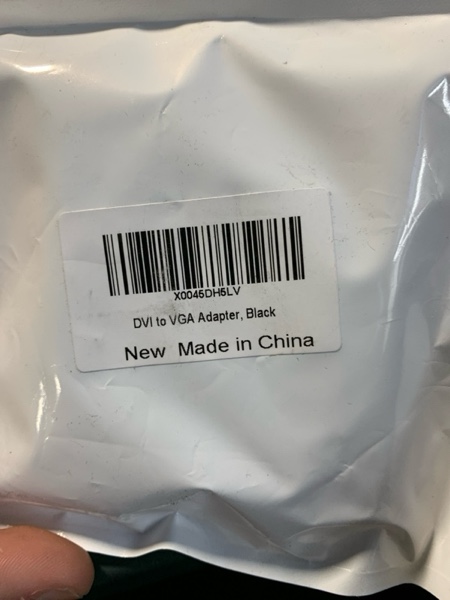 X0045DH5LV
DVI to VGA Adapter, Black
New Made in China